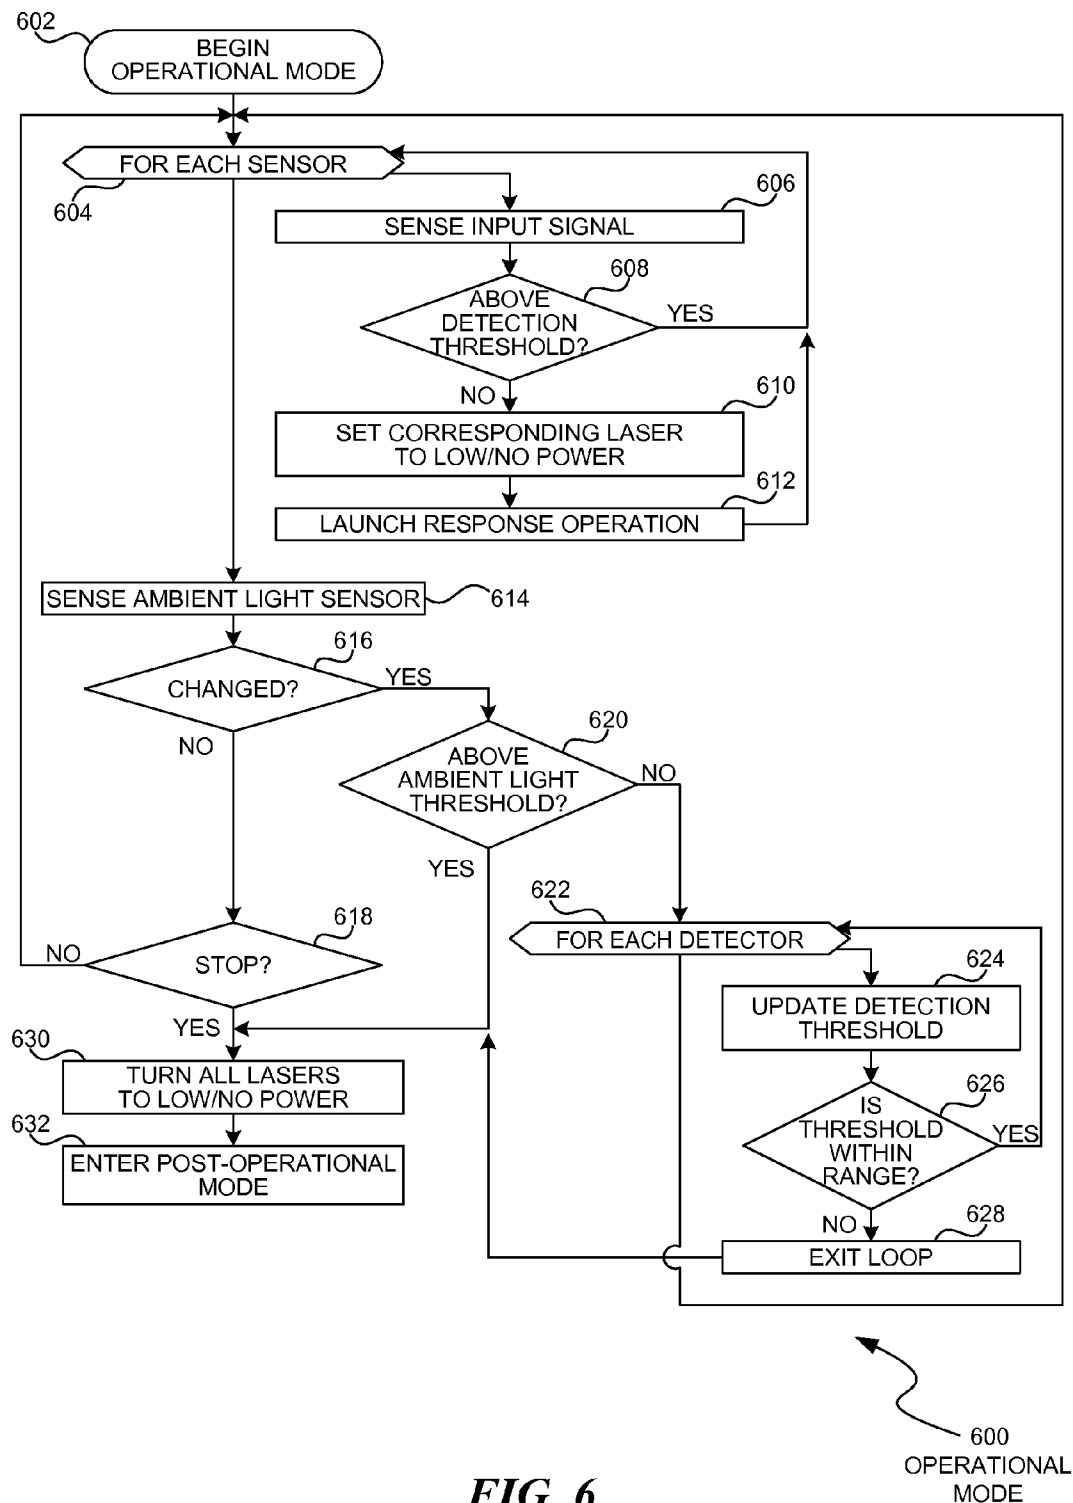 602
BEGIN
OPERATIONAL MODE
FOR EACH SENSOR
604
606
SENSE INPUT SIGNAL
608
ABOVE
DETECTION
THRESHOLD?
YES
NO
610
SET CORRESPONDING LASER
TO LOW/NO POWER
612
LAUNCH RESPONSE OPERATION
SENSE AMBIENT LIGHT SENSOR
614
616
CHANGED?
YES
NO
620
ABOVE
AMBIENT LIGHT
THRESHOLD?
NO
YES
618
STOP?
NO
YES
622
FOR EACH DETECTOR
624
UPDATE DETECTION
THRESHOLD
626
IS
THRESHOLD
WITHIN
RANGE?
YES
NO
628
EXIT LOOP
630
TURN ALL LASERS
TO LOW/NO POWER
632
ENTER POST-OPERATIONAL
MODE
600
OPERATIONAL
MODE
FIG. 6